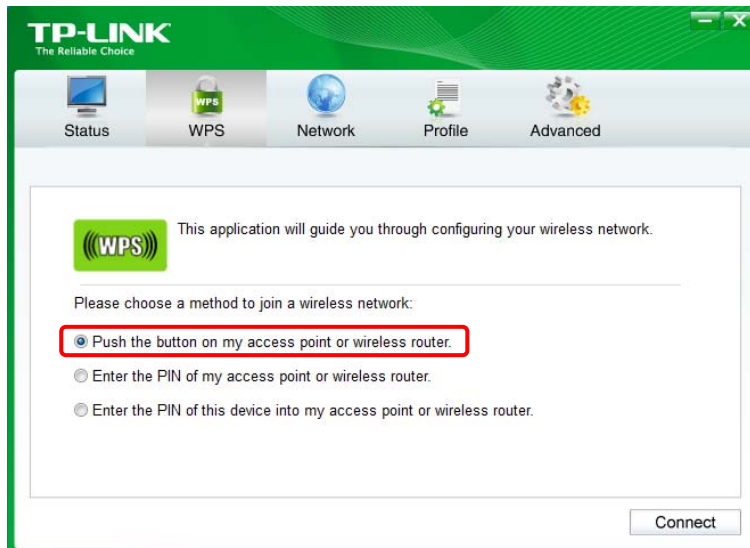 TP-LINK
The Reliable Choice
Status WPS WPS Network Profile Advanced
((WPS)) This application will guide you through configuring your wireless network.
Please choose a method to join a wireless network:
Push the button on my access point or wireless router.
Enter the PIN of my access point or wireless router.
Enter the PIN of this device into my access point or wireless router.
Connect